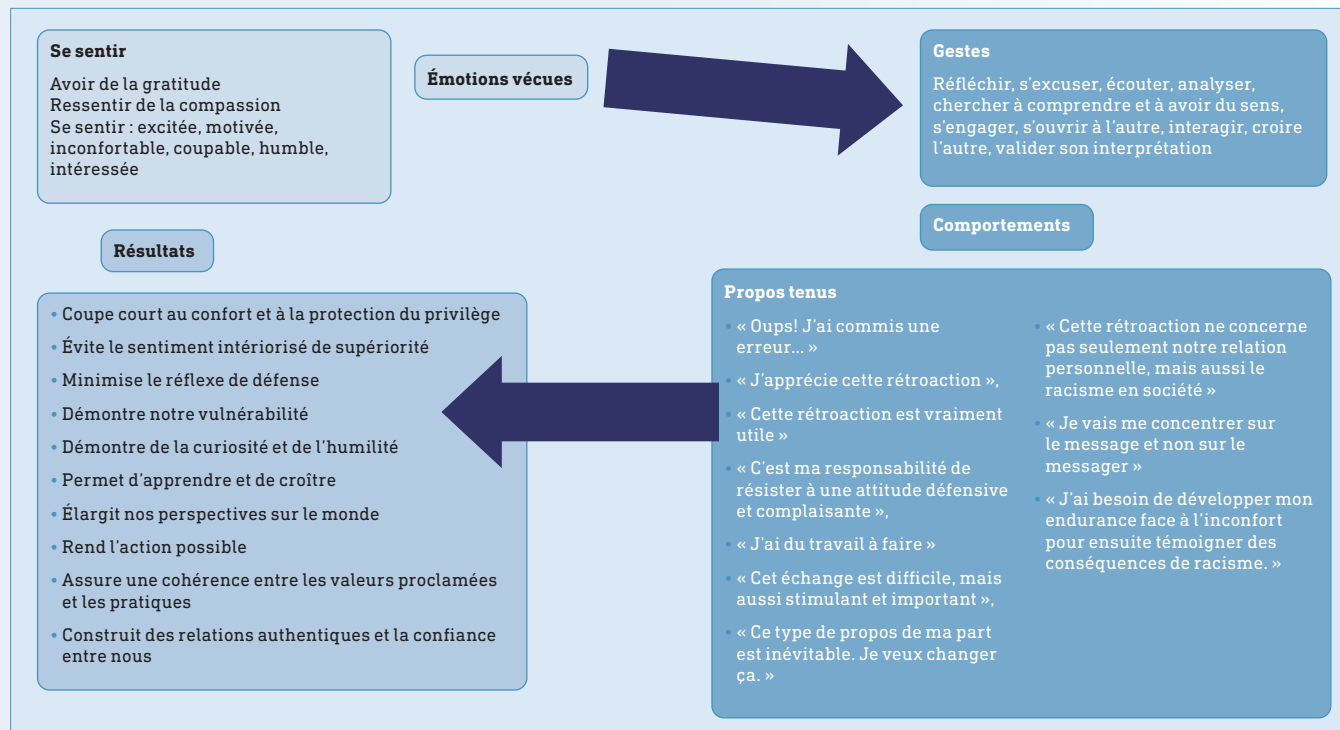 Se sentir
Avoir de la gratitude
Ressentir de la compassion
Se sentir : excitée, motivée,
inconfortable, coupable, humble,
intéressée
Émotions vécues
Gestes
Réfléchir, s'excuser, écouter, analyser,
chercher à comprendre et à avoir du sens,
s'engager, s'ouvrir à l'autre, interagir, croire
l'autre, valider son interprétation
Comportements
Propos tenus
• « Oups! J'ai commis une
erreur... »
• « J'apprécie cette rétroaction »,
• « Cette rétroaction est vraiment
utile »
• « C'est ma responsabilité de
résister à une attitude défensive
et complaisante »,
• « J'ai du travail à faire »
• « Cet échange est difficile, mais
aussi stimulant et important »,
• « Ce type de propos de ma part
est inévitable. Je veux changer
ça. »
• « Cette rétroaction ne concerne
pas seulement notre relation
personnelle, mais aussi le
racisme en société »
• « Je vais me concentrer sur
le message et non sur le
messager »
• « J'ai besoin de développer mon
endurance face à l'inconfort
pour ensuite témoigner des
conséquences de racisme. »
Résultats
• Coupe court au confort et à la protection du privilège
• Évite le sentiment intériorisé de supériorité
• Minimise le réflexe de défense
• Démontre notre vulnérabilité
• Démontre de la curiosité et de l'humilité
• Permet d'apprendre et de croître
• Élargit nos perspectives sur le monde
• Rend l'action possible
• Assure une cohérence entre les valeurs proclamées
et les pratiques
• Construit des relations authentiques et la confiance
entre nous